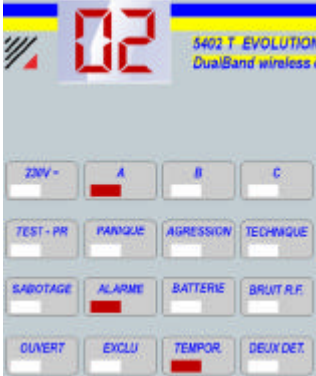 02
5402 T EVOLUTION
DualBand wireless
230V ~ A B C
TEST - PR PANIQUE AGRESSION TECHNIQUE
SABOTAGE ALARME BATTERIE BRUIT R.F.
OUVERT EXCLU TEMPOR. DEUX DET.